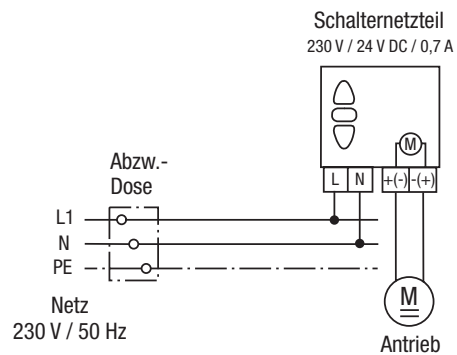 Schalternetzteil
230 V / 24 V DC / 0,7 A
M
L N +(-) -(+)
Abzw.-
Dose
L1
N
PE
Netz
230 V / 50 Hz
M
Antrieb